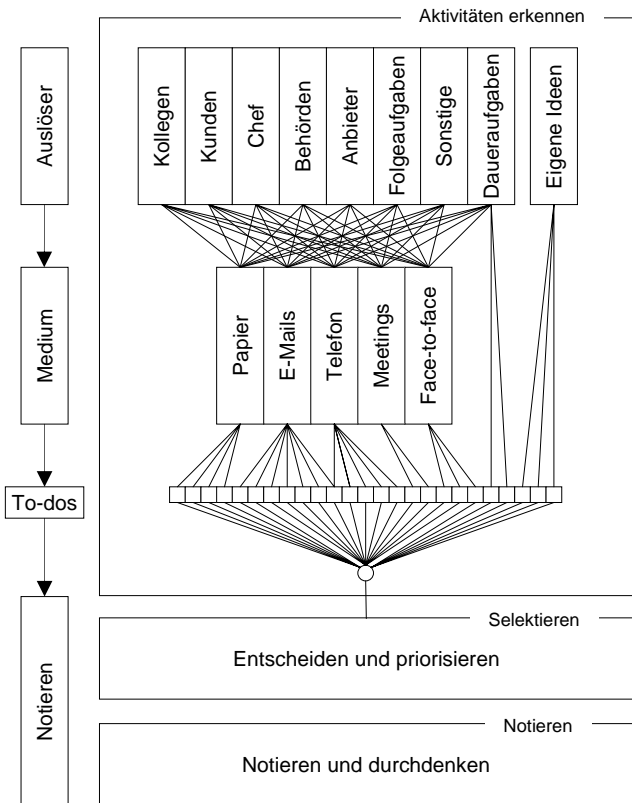 Aktivitäten erkennen
Auslöser
Kollegen
Kunden
Chef
Behörden
Anbieter
Folgeaufgaben
Sonstige
Daueraufgaben
Eigene Ideen
Medium
Papier
E-Mails
Telefon
Meetings
Face-to-face
To-dos
Selektieren
Entscheiden und priorisieren
Notieren
Notieren
Notieren und durchdenken